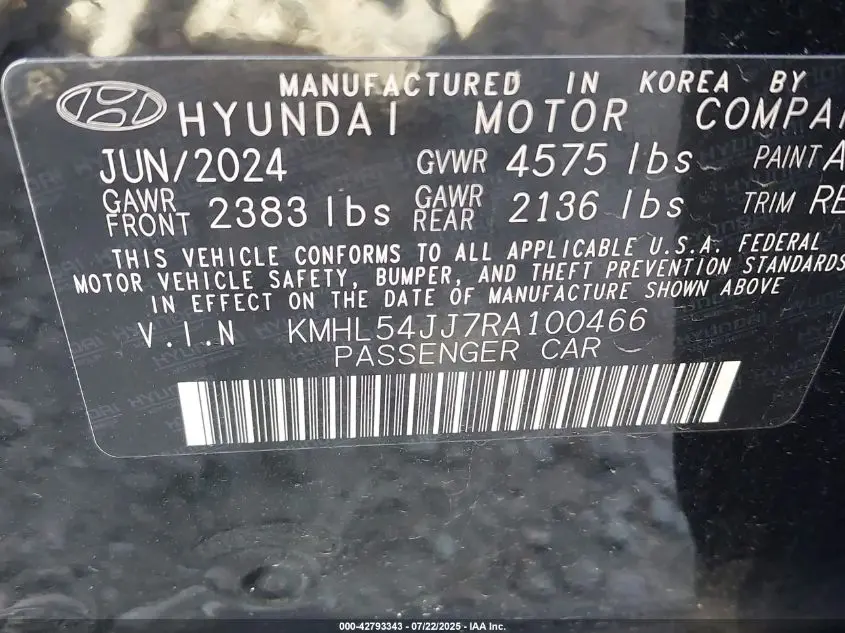 MANUFACTURED IN KOREA BY
HYUNDAI MOTOR
JUN/2024 GVWR 4575 lbs PAINT
GAWR FRONT 2383 lbs GAWR REAR 2136 lbs TRIM
THIS VEHICLE CONFORMS TO ALL APPLICABLE U.S.A. FEDERAL
MOTOR VEHICLE SAFETY, BUMPER, AND THEFT PREVENTION STANDARDS
IN EFFECT ON THE DATE OF MANUFACTURE SHOWN ABOVE
V.I.N KMHL54JJ7RA100466
PASSENGER CAR
000-42793343 / 07/22/2025 - IAA Inc.